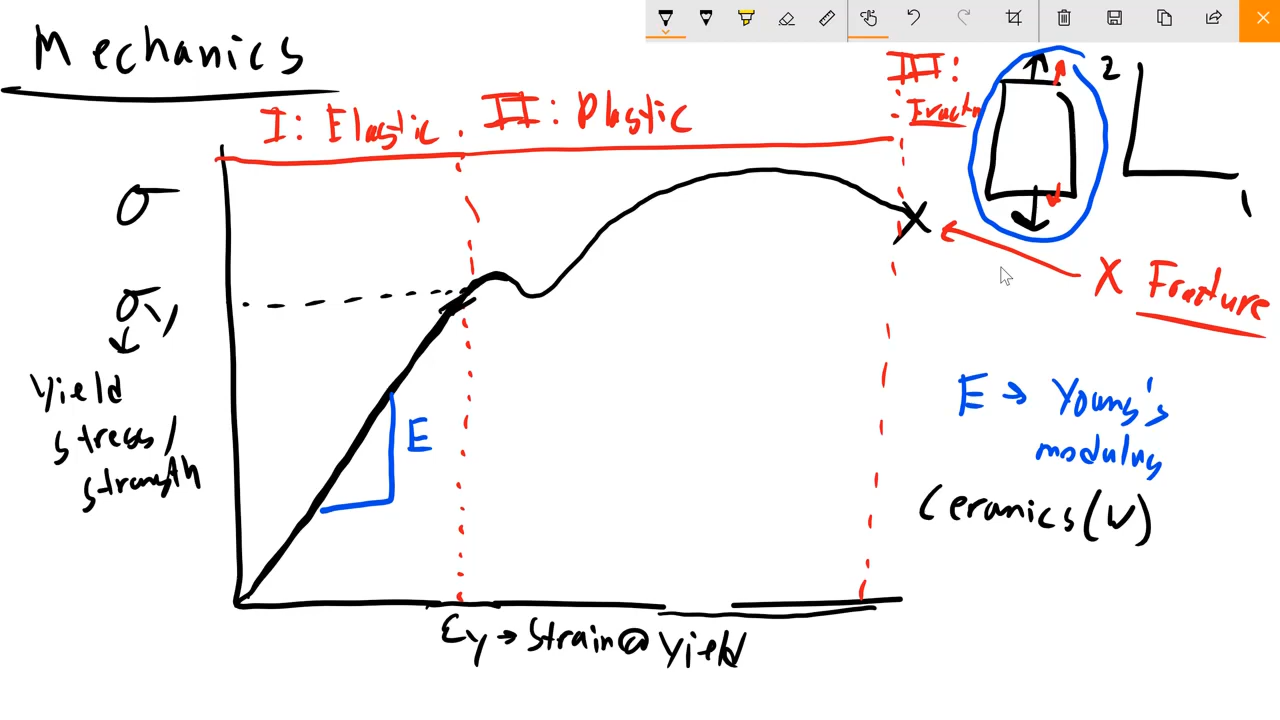 Mechanics
I: Elastic
II: Plastic
III:
Fractu
2
1
σ
σy
Yield
stress/
strength
E
X Fracture
E → Young's
modulus
Ceramics (W)
εy → Strain @ Yield